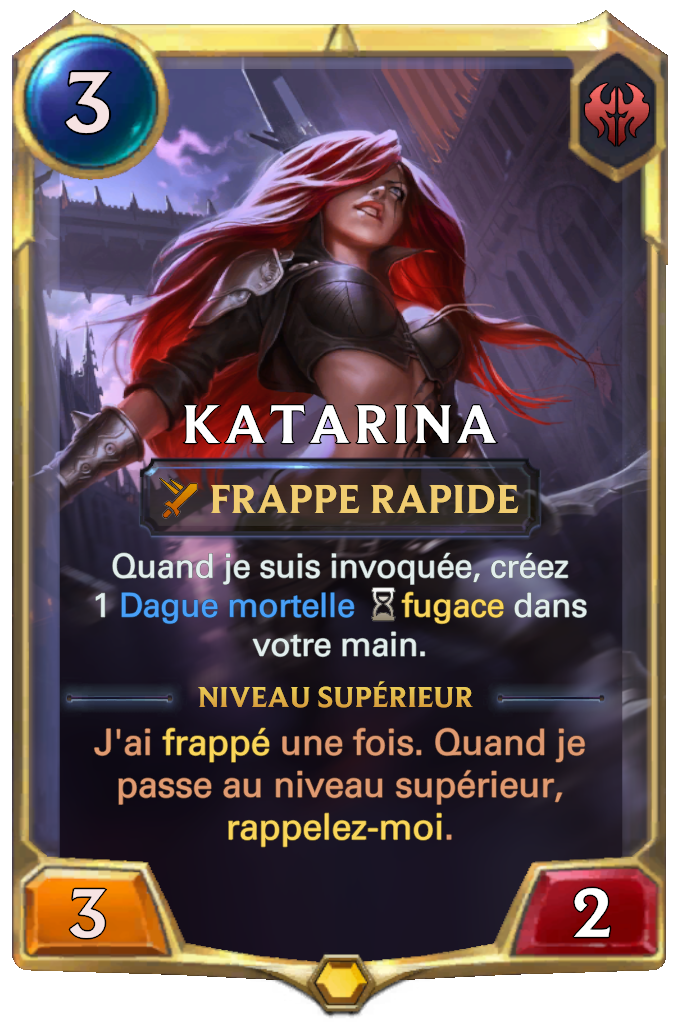 3
KATARINA
FRAPPE RAPIDE
Quand je suis invoquée, créez
1 Dague mortelle fugace dans
votre main.
NIVEAU SUPÉRIEUR
J'ai frappé une fois. Quand je
passe au niveau supérieur,
rappelez-moi.
3
2